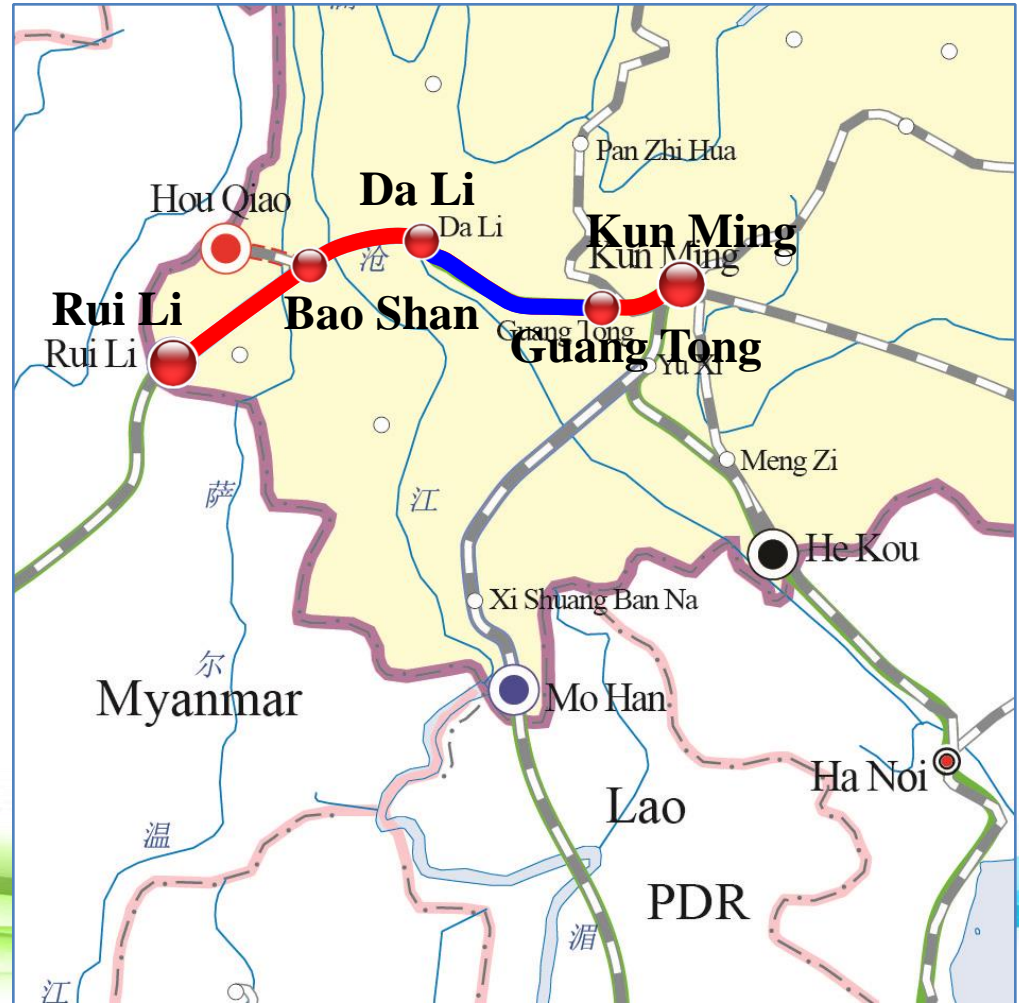 Pan Zhi Hua
Hou Qiao
Da Li
Da Li
沧
Kun Ming
Kun Ming
Rui Li
Rui Li
Bao Shan
Guang Tong
Guang Tong
Yu Xi
Meng Zi
萨
江
He Kou
Xi Shuang Ban Na
尔
Myanmar
Mo Han
Ha Noi
Lao
PDR
温
湄
江